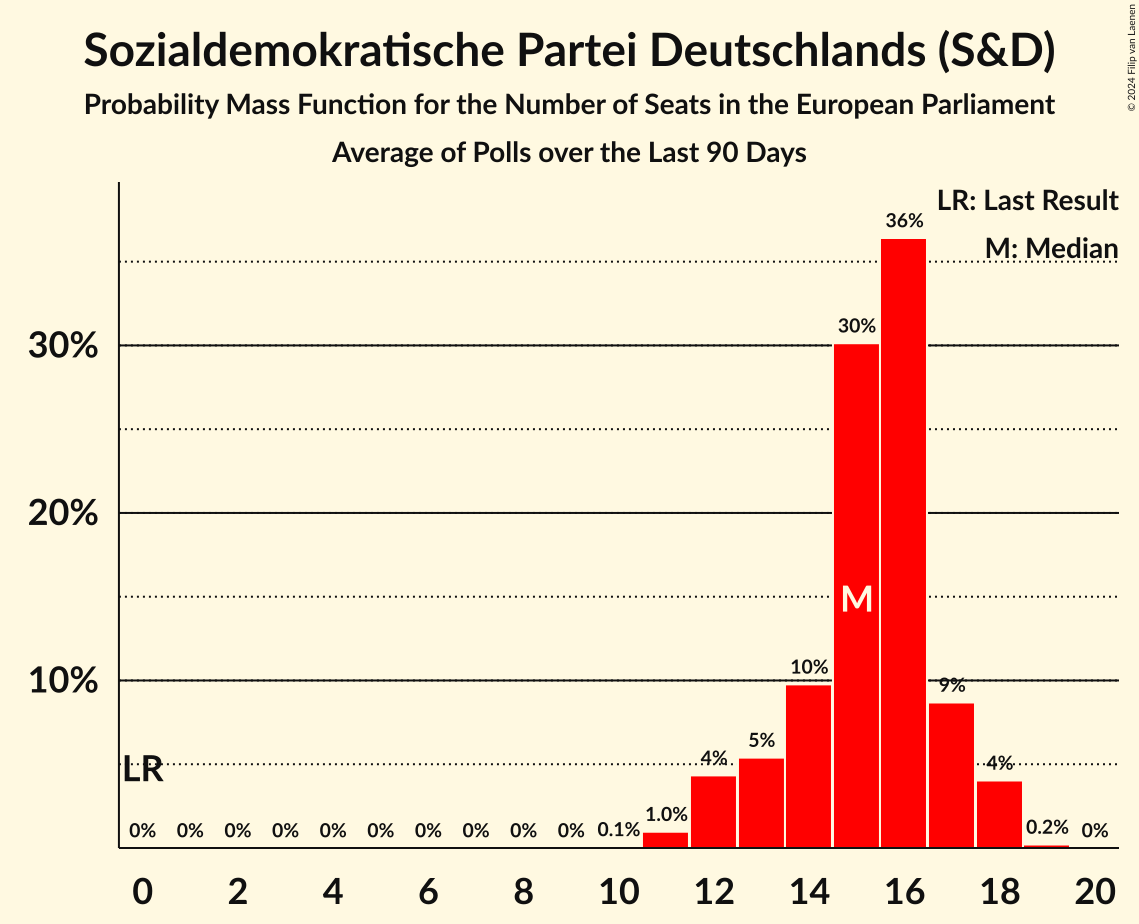 Sozialdemokratische Partei Deutschlands (S&D)
Probability Mass Function for the Number of Seats in the European Parliament
Average of Polls over the Last 90 Days
© 2024 Filip van Laenen
LR: Last Result
M: Median
30%
20%
10%
36%
30%
M
10%
9%
LR
4%
5%
4%
0% 0% 0% 0% 0% 0% 0% 0% 0% 0% 0.1% 1.0% 0.2% 0%
0 2 4 6 8 10 12 14 16 18 20